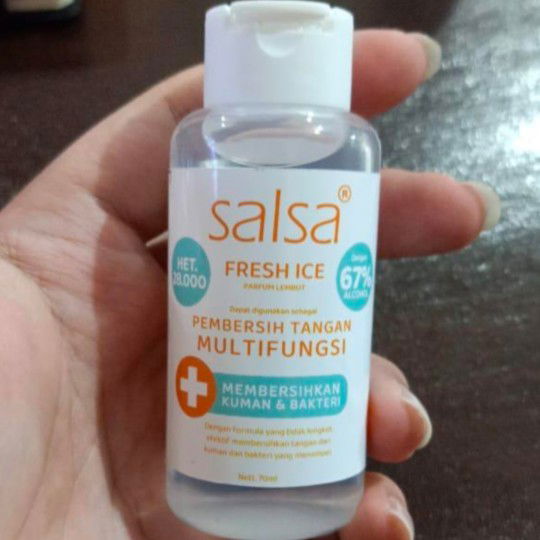 salsa®
FRESH ICE
PARFUM LEMBUT
HET.
28.000
Dengan
67%
ALCOHOL
Dapat digunakan sebagai
PEMBERSIH TANGAN
MULTIFUNGSI
MEMBERSIHKAN
KUMAN & BAKTERI
Dengan formula yang tidak lengket,
efektif membersihkan tangan dari
kuman dan bakteri yang menempel
Nett. 70ml